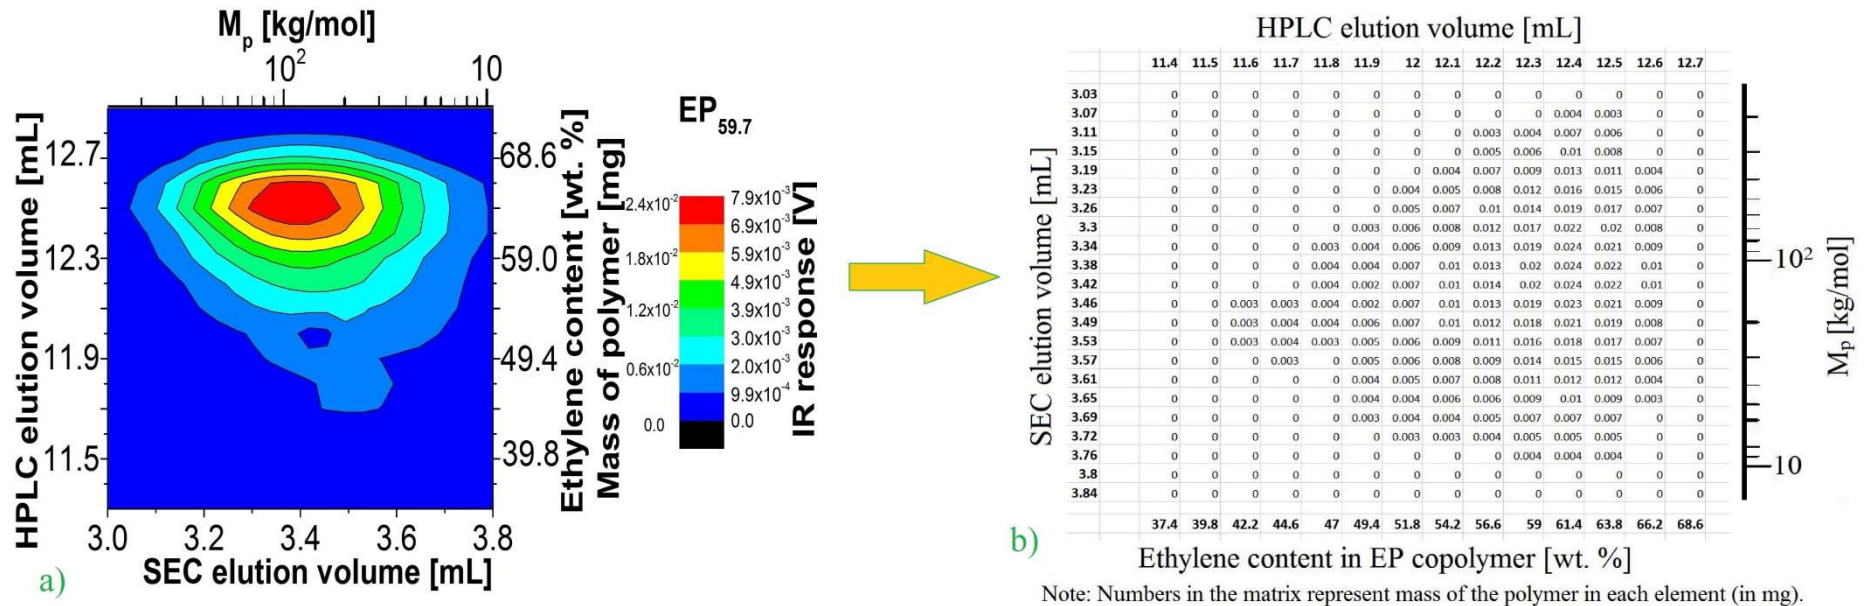 M_p [kg/mol]
10² 10
HPLC elution volume [mL]
12.7
12.3
11.9
11.5
3.0 3.2 3.4 3.6 3.8
SEC elution volume [mL]
68.6
59.0
49.4
39.8
Ethylene content [wt. %]
EP_59.7
Mass of polymer [mg]
2.4x10⁻²
1.8x10⁻²
1.2x10⁻²
0.6x10⁻²
0.0
7.9x10⁻³
6.9x10⁻³
5.9x10⁻³
4.9x10⁻³
3.9x10⁻³
3.0x10⁻³
2.0x10⁻³
9.9x10⁻⁴
0.0
IR response [V]
a)
HPLC elution volume [mL]
11.4 11.5 11.6 11.7 11.8 11.9 12 12.1 12.2 12.3 12.4 12.5 12.6 12.7
SEC elution volume [mL]
3.03 0 0 0 0 0 0 0 0 0 0 0 0 0 0
3.07 0 0 0 0 0 0 0 0 0 0 0.004 0.003 0 0
3.11 0 0 0 0 0 0 0 0 0.003 0.004 0.007 0.006 0 0
3.15 0 0 0 0 0 0 0 0 0.005 0.006 0.01 0.008 0 0
3.19 0 0 0 0 0 0 0 0.004 0.007 0.009 0.013 0.011 0.004 0
3.23 0 0 0 0 0 0 0.004 0.005 0.008 0.012 0.016 0.015 0.006 0
3.26 0 0 0 0 0 0 0.005 0.007 0.01 0.014 0.019 0.017 0.007 0
3.3 0 0 0 0 0 0.003 0.006 0.008 0.012 0.017 0.022 0.02 0.008 0
3.34 0 0 0 0 0.003 0.004 0.006 0.009 0.013 0.019 0.024 0.021 0.009 0
3.38 0 0 0 0 0.004 0.004 0.007 0.01 0.013 0.02 0.024 0.022 0.01 0
3.42 0 0 0 0 0.004 0.002 0.007 0.01 0.014 0.02 0.024 0.022 0.01 0
3.46 0 0 0.003 0.003 0.004 0.002 0.007 0.01 0.013 0.019 0.023 0.021 0.009 0
3.49 0 0 0.003 0.004 0.004 0.006 0.007 0.01 0.012 0.018 0.021 0.019 0.008 0
3.53 0 0 0.003 0.004 0.003 0.005 0.006 0.009 0.011 0.016 0.018 0.017 0.007 0
3.57 0 0 0 0.003 0 0.005 0.006 0.008 0.009 0.014 0.015 0.015 0.006 0
3.61 0 0 0 0 0 0.004 0.005 0.007 0.008 0.011 0.012 0.012 0.004 0
3.65 0 0 0 0 0 0.004 0.004 0.006 0.006 0.009 0.01 0.009 0.003 0
3.69 0 0 0 0 0 0.003 0.004 0.004 0.005 0.007 0.007 0.007 0 0
3.72 0 0 0 0 0 0 0.003 0.003 0.004 0.005 0.005 0.005 0 0
3.76 0 0 0 0 0 0 0 0 0 0.004 0.004 0.004 0 0
3.8 0 0 0 0 0 0 0 0 0 0 0 0 0 0
3.84 0 0 0 0 0 0 0 0 0 0 0 0 0 0
37.4 39.8 42.2 44.6 47 49.4 51.8 54.2 56.6 59 61.4 63.8 66.2 68.6
10²
10
M_p [kg/mol]
b)
Ethylene content in EP copolymer [wt. %]
Note: Numbers in the matrix represent mass of the polymer in each element (in mg).